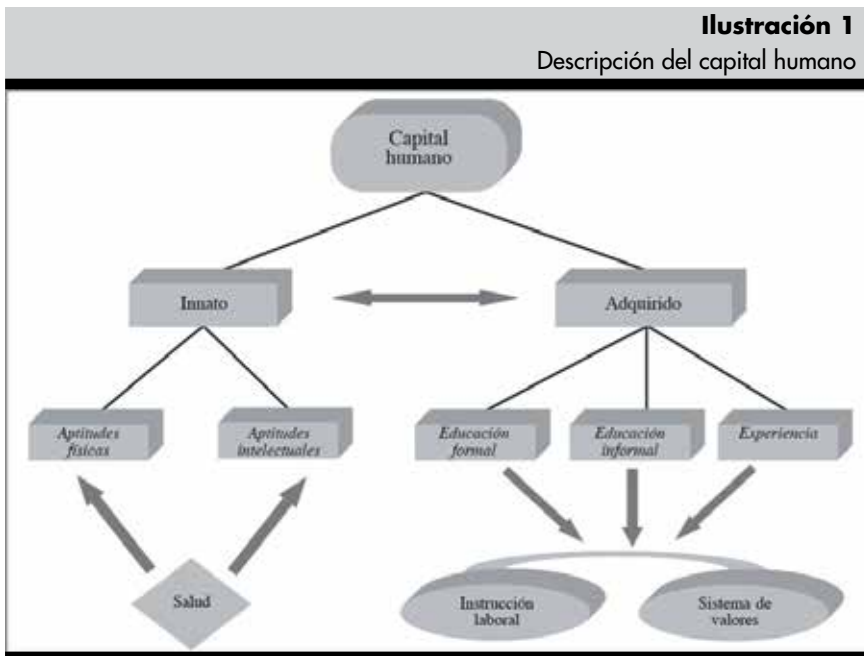 Ilustración 1
Descripción del capital humano
Capital
humano
Innato
Adquirido
Aptitudes
físicas
Aptitudes
intelectuales
Educación
formal
Educación
informal
Experiencia
Salud
Instrucción
laboral
Sistema de
valores